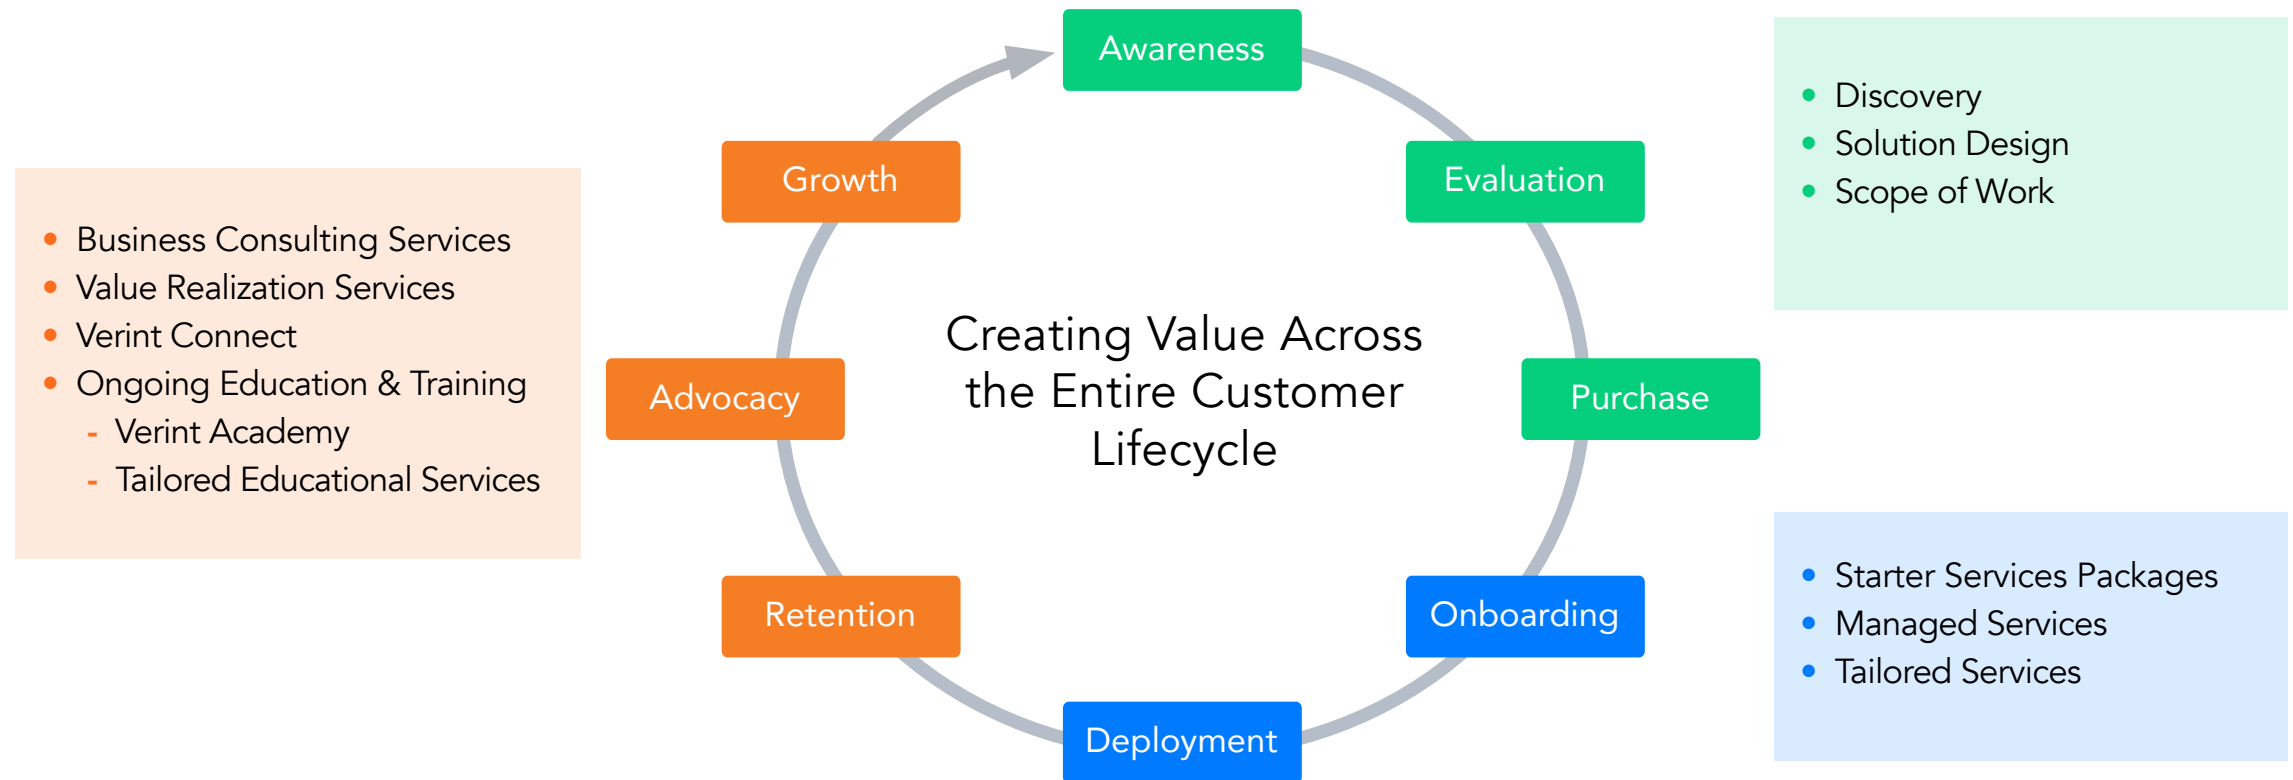 Awareness
Evaluation
Purchase
Onboarding
Deployment
Retention
Advocacy
Growth
Creating Value Across
the Entire Customer
Lifecycle
• Discovery
• Solution Design
• Scope of Work
• Starter Services Packages
• Managed Services
• Tailored Services
• Business Consulting Services
• Value Realization Services
• Verint Connect
• Ongoing Education & Training
- Verint Academy
- Tailored Educational Services